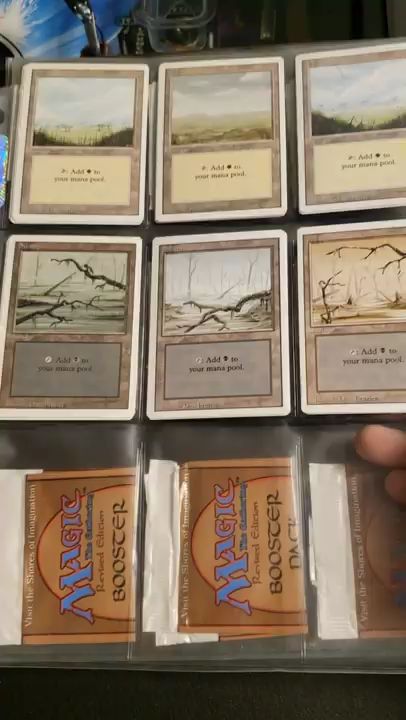 : Add to
your mana pool.
: Add to
your mana pool.
: Add to
your mana pool.
: Add to
your mana pool.
: Add to
your mana pool.
: Add to
your mana pool.
Visit the Shores of Imagination
MAGIC
The Gathering
Revised Edition
BOOSTER
Visit the Shores of Imagination
MAGIC
The Gathering
Revised Edition
BOOSTER
PACK
Visit the Shores of Imagination
MAGIC